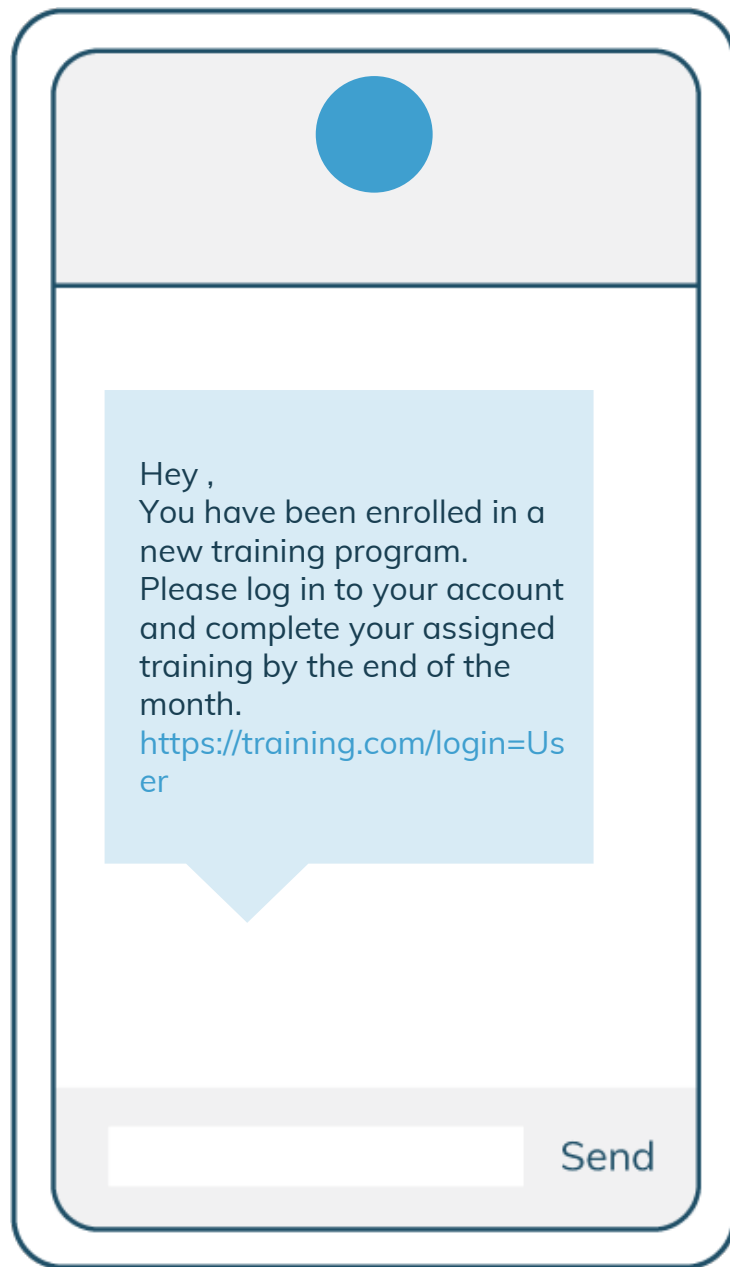 Hey ,
You have been enrolled in a
new training program.
Please log in to your account
and complete your assigned
training by the end of the
month.
https://training.com/login=Us
er
Send